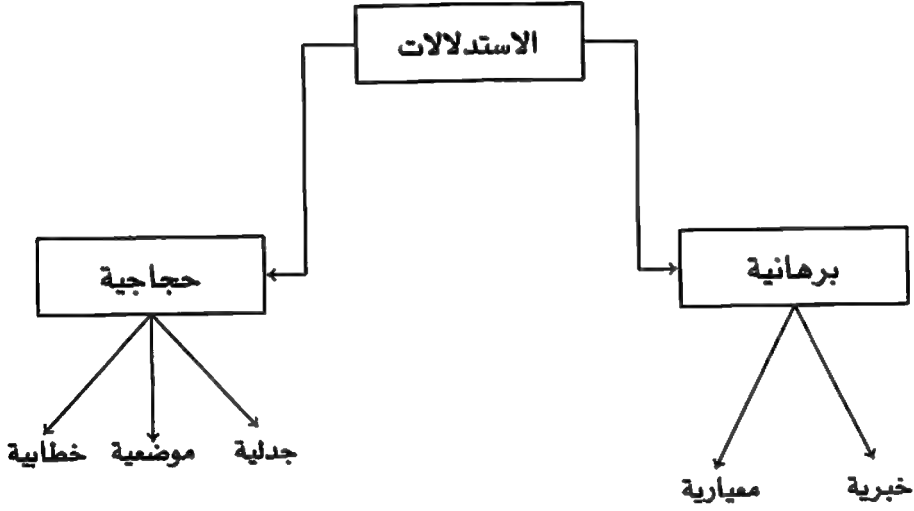 الاستدلالات
برهانية
حجاجية
خبرية
معيارية
جدلية
موضعية
خطابية